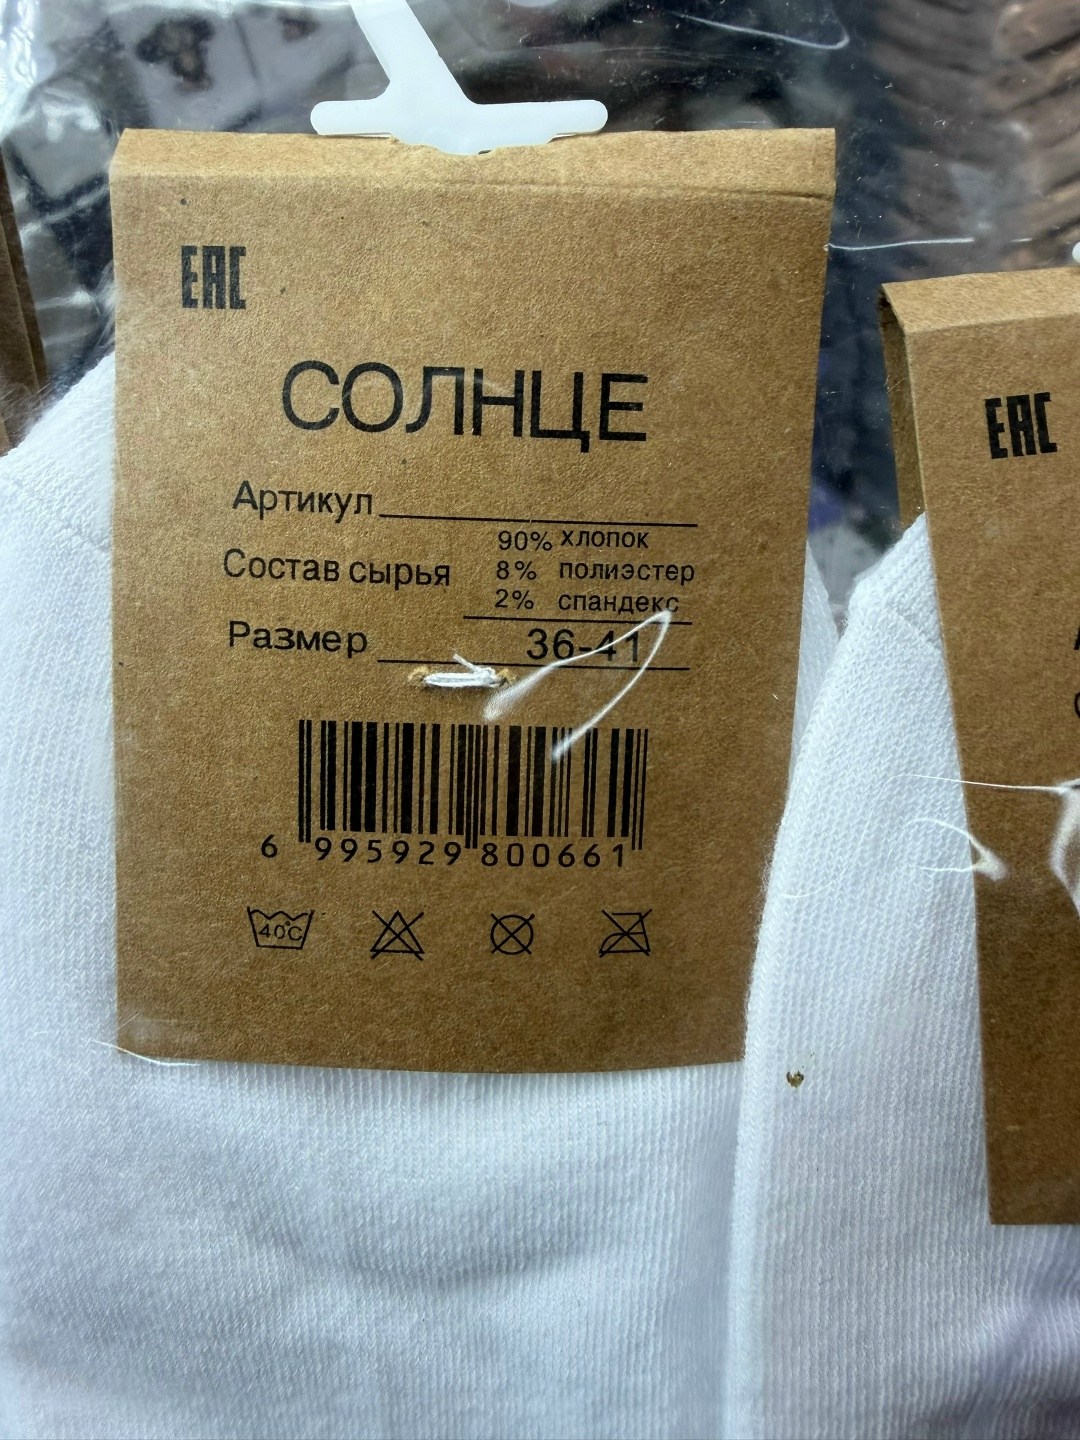 ЕАС
СОЛНЦЕ
Артикул
Состав сырья
90% хлопок
8% полиэстер
2% спандекс
Размер 36-41
6 995929 800661
40°C
ЕАС